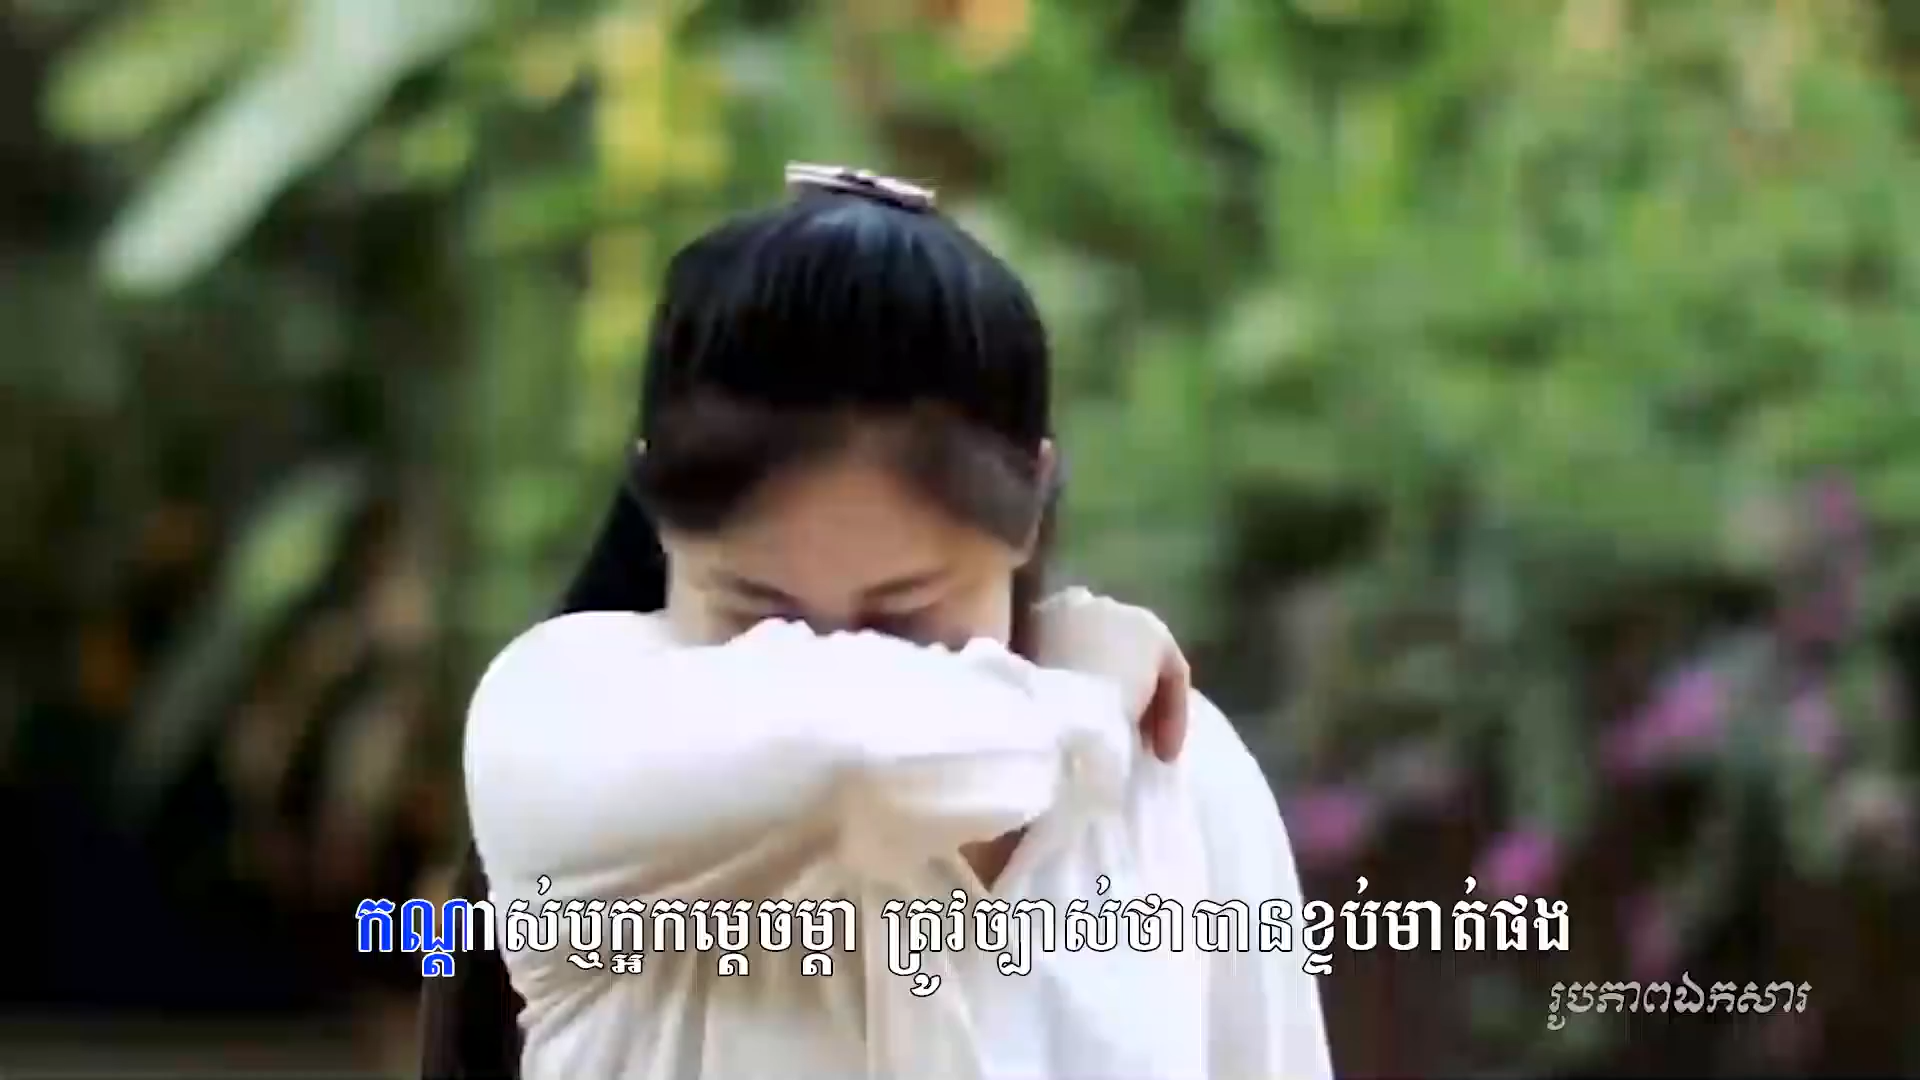 កណ្ដាស់ឬក្អកកម្ដេចម្ដា ត្រូវច្បាស់ថាបានខ្ទប់មាត់ផង
រូបភាពឯកសារ